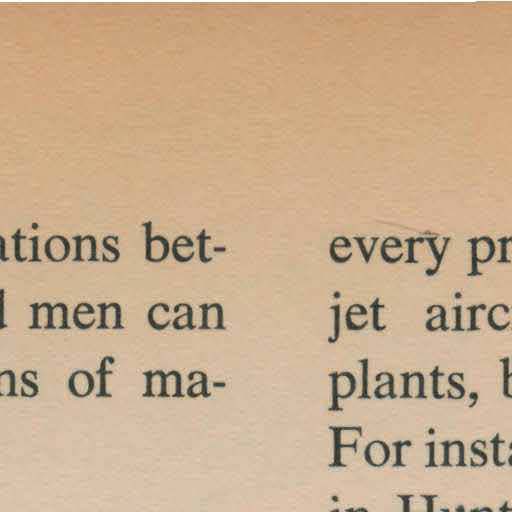 ations bet-
men can
ns of ma-
every pr
jet airc
plants, b
For insta
in Hunt